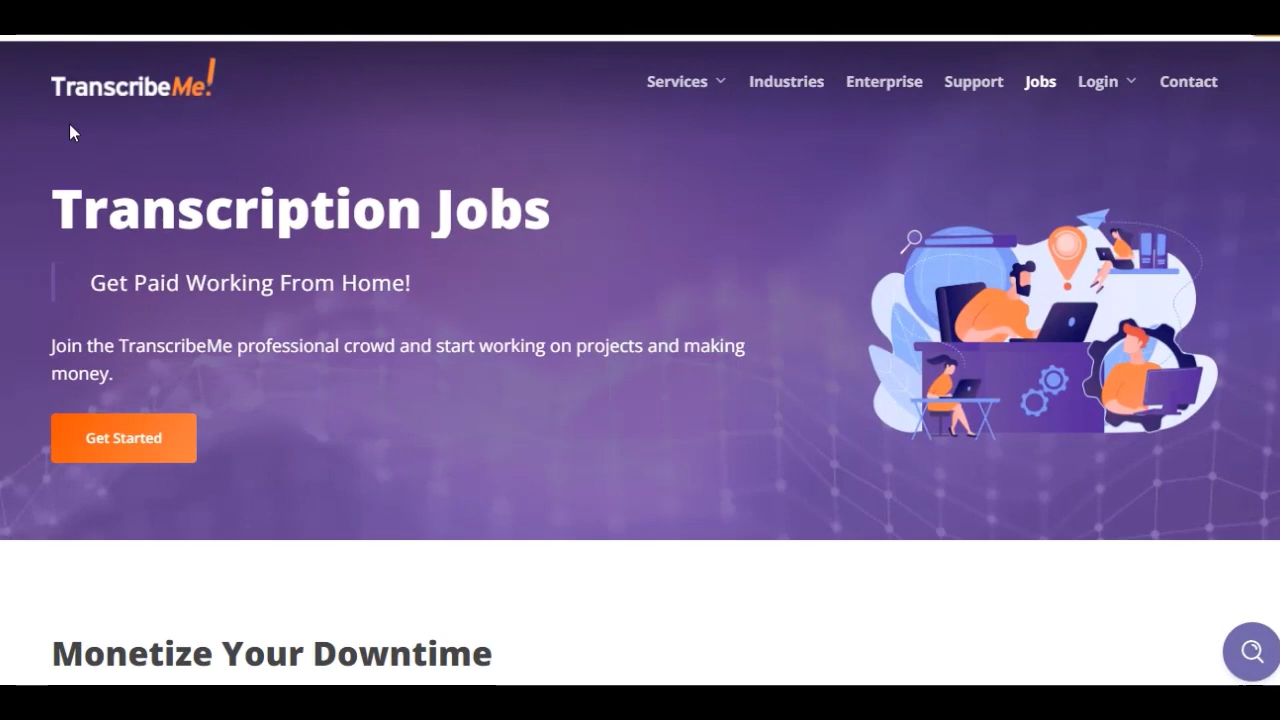 TranscribeMe!
Services Industries Enterprise Support Jobs Login Contact
Transcription Jobs
Get Paid Working From Home!
Join the TranscribeMe professional crowd and start working on projects and making
money.
Get Started
Monetize Your Downtime